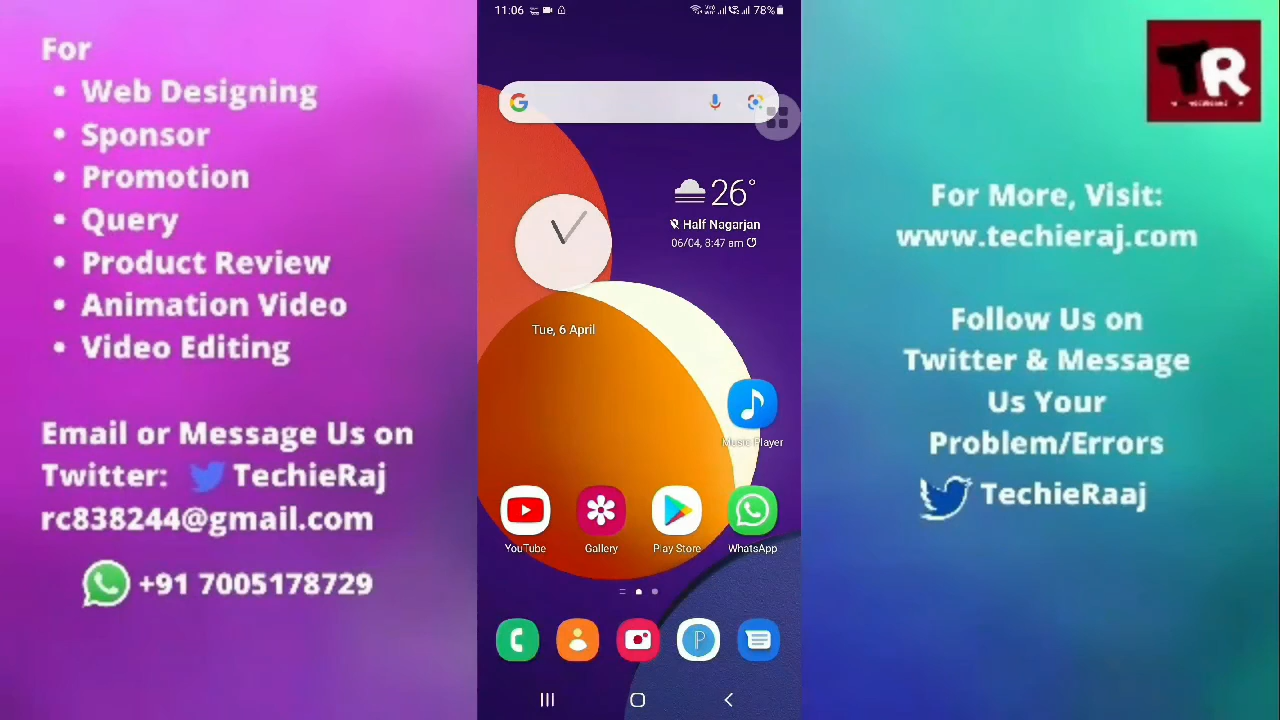 For
• Web Designing
• Sponsor
• Promotion
• Query
• Product Review
• Animation Video
• Video Editing
Email or Message Us on
Twitter: TechieRaj
rc838244@gmail.com
+91 7005178729
11:06
78%
26°
Half Nagarjan
06/04, 8:47 am
Tue, 6 April
Music Player
YouTube
Gallery
Play Store
WhatsApp
TR
For More, Visit:
www.techieraj.com
Follow Us on
Twitter & Message
Us Your
Problem/Errors
TechieRaaj